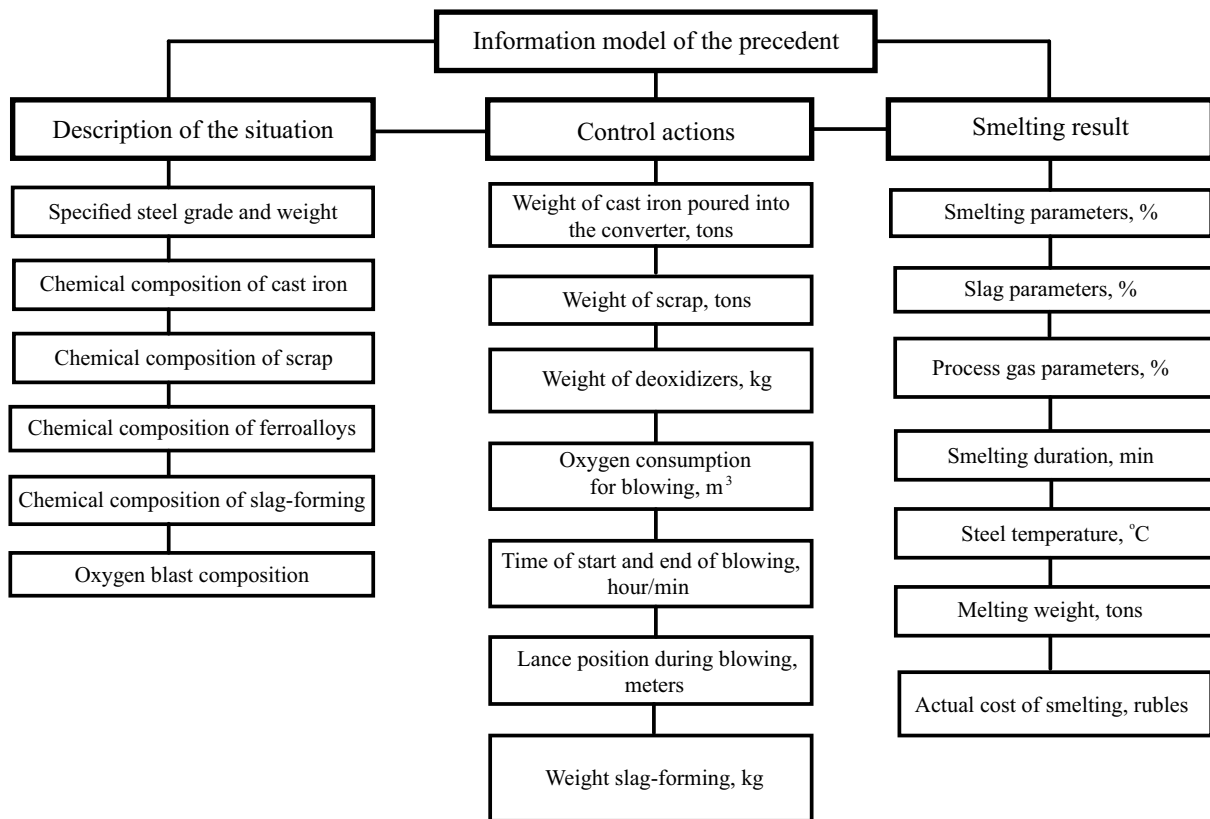 Information model of the precedent
Description of the situation
Control actions
Smelting result
Specified steel grade and weight
Chemical composition of cast iron
Chemical composition of scrap
Chemical composition of ferroalloys
Chemical composition of slag-forming
Oxygen blast composition
Weight of cast iron poured into
the converter, tons
Weight of scrap, tons
Weight of deoxidizers, kg
Oxygen consumption
for blowing, m³
Time of start and end of blowing,
hour/min
Lance position during blowing,
meters
Weight slag-forming, kg
Smelting parameters, %
Slag parameters, %
Process gas parameters, %
Smelting duration, min
Steel temperature, °C
Melting weight, tons
Actual cost of smelting, rubles